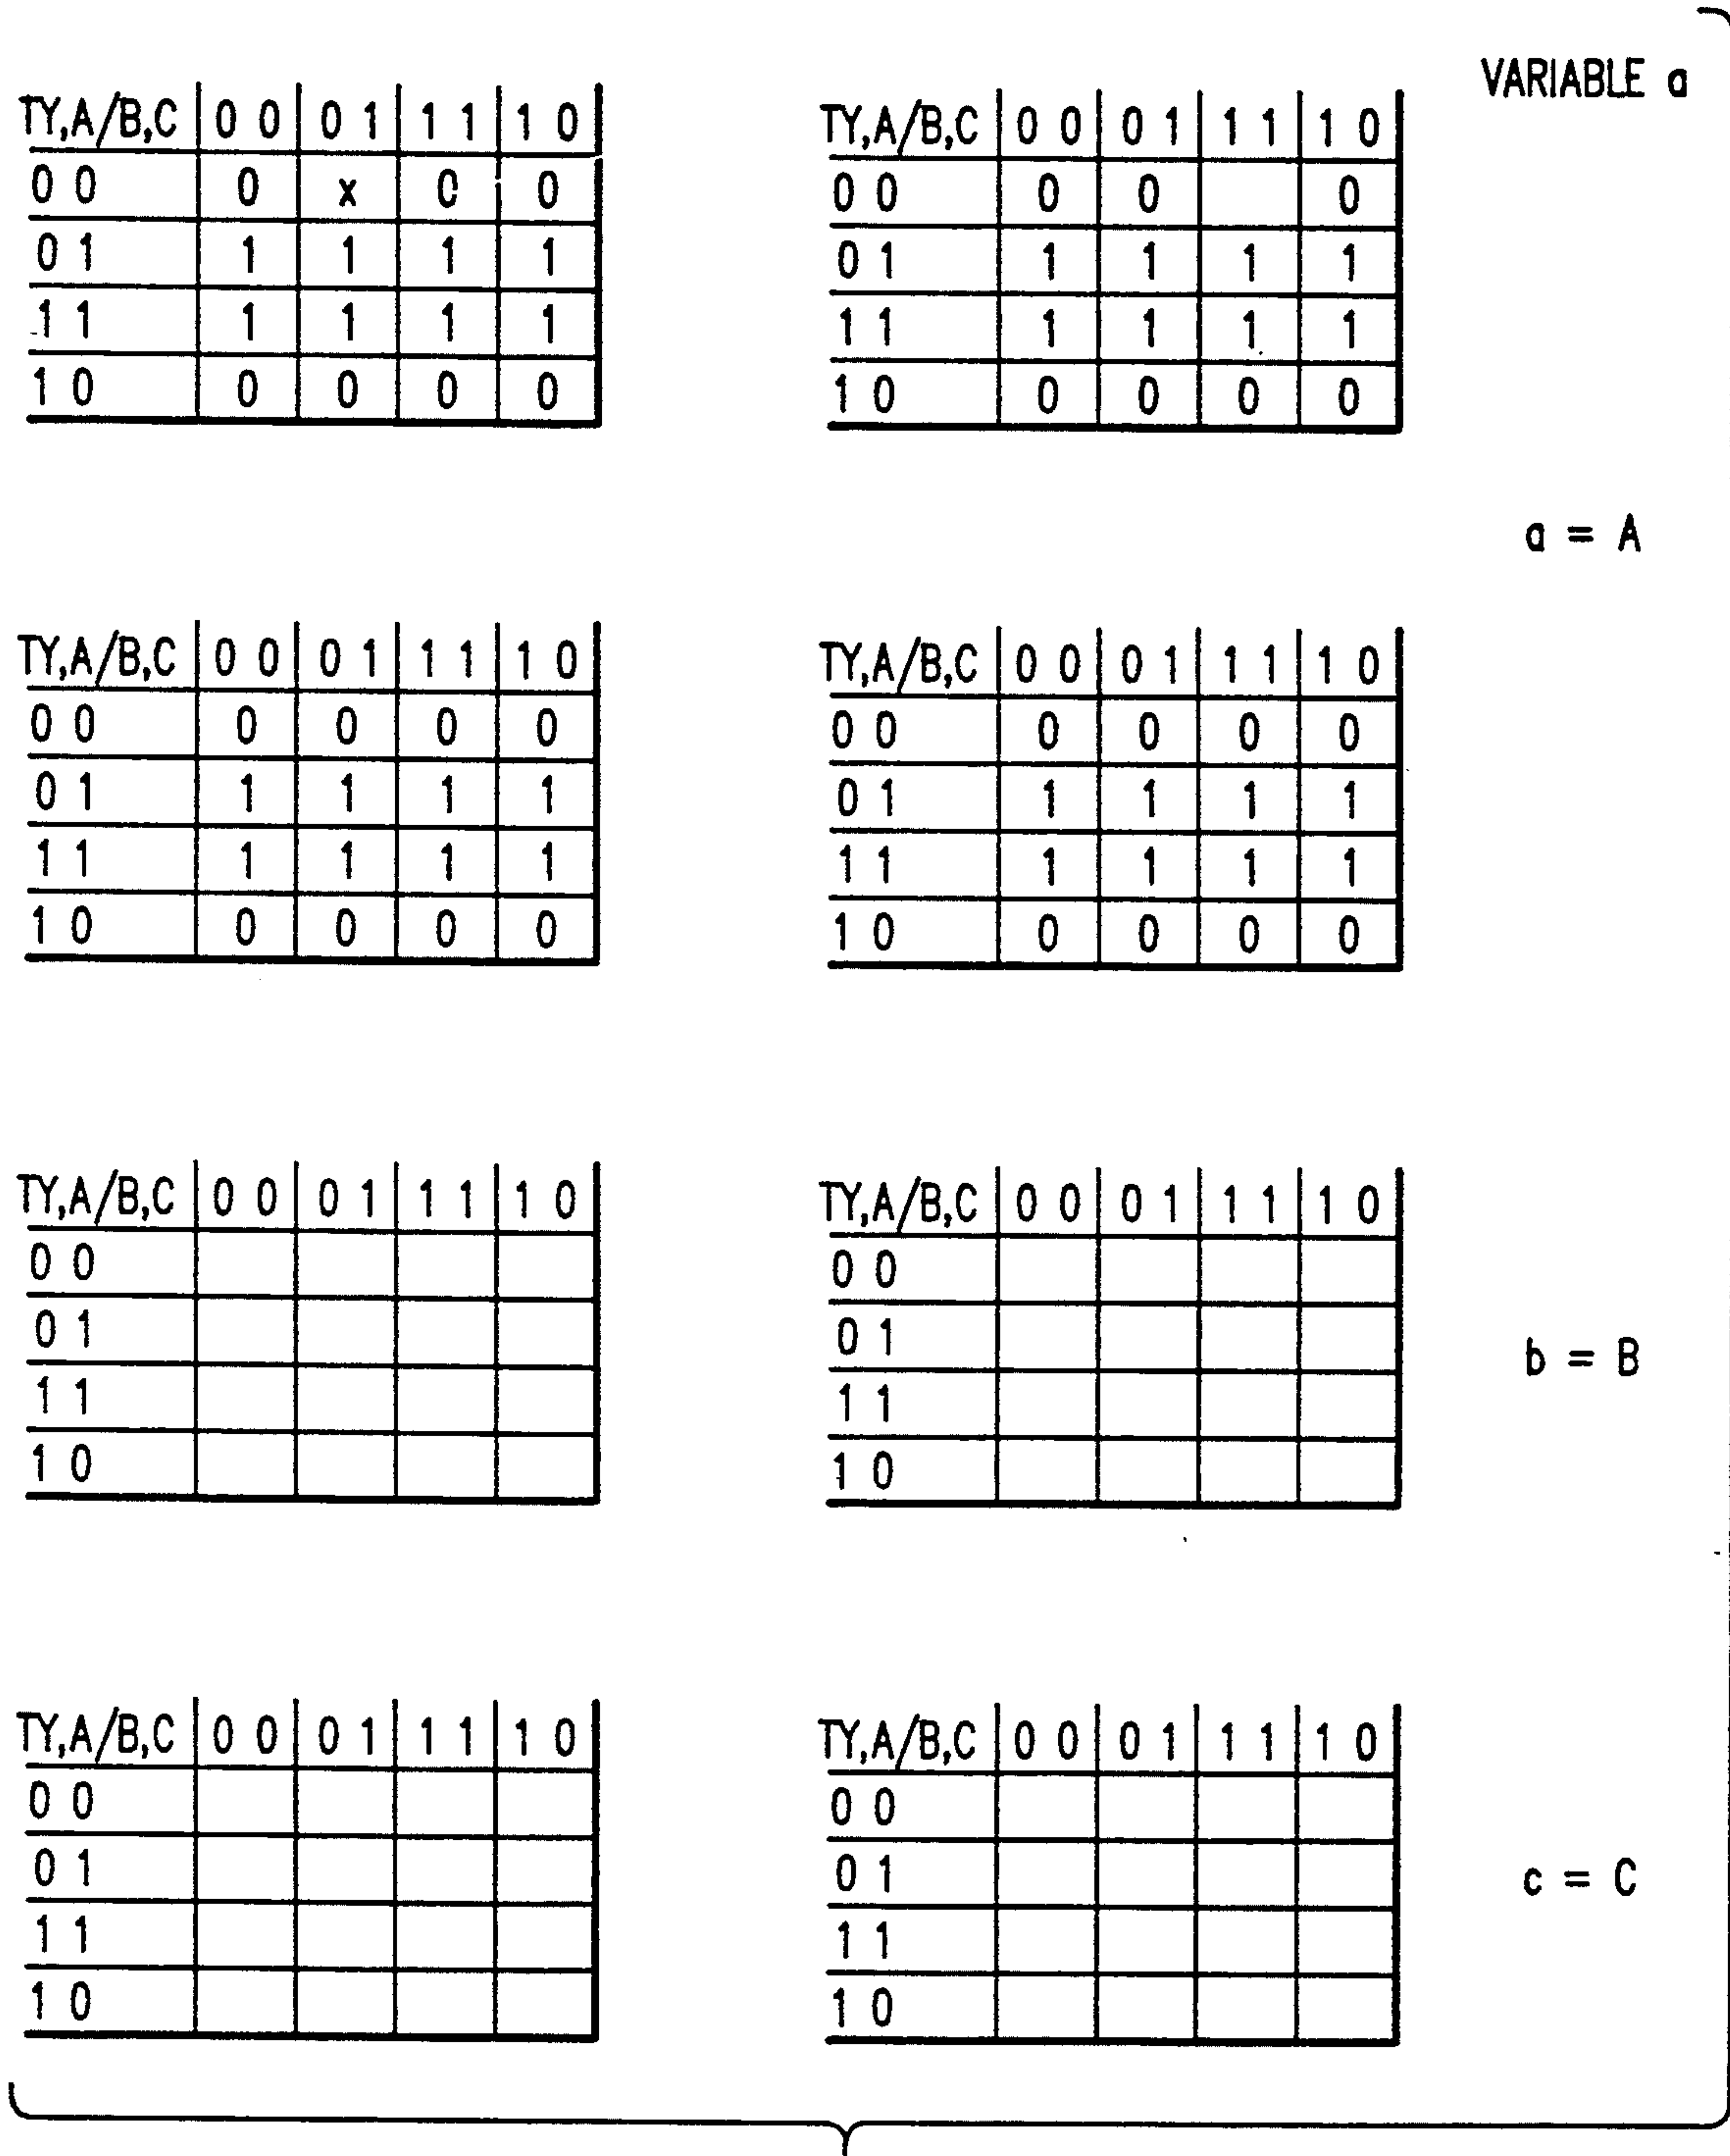 VARIABLE a
TY,A/B,C 0 0 0 1 1 1 1 0
0 0 0 x 0 0
0 1 1 1 1 1
1 1 1 1 1 1
1 0 0 0 0 0
TY,A/B,C 0 0 0 1 1 1 1 0
0 0 0 0 0
0 1 1 1 1 1
1 1 1 1 1 1
1 0 0 0 0 0
a = A
TY,A/B,C 0 0 0 1 1 1 1 0
0 0 0 0 0 0
0 1 1 1 1 1
1 1 1 1 1 1
1 0 0 0 0 0
TY,A/B,C 0 0 0 1 1 1 1 0
0 0 0 0 0 0
0 1 1 1 1 1
1 1 1 1 1 1
1 0 0 0 0 0
TY,A/B,C 0 0 0 1 1 1 1 0
0 0
0 1
1 1
1 0
TY,A/B,C 0 0 0 1 1 1 1 0
0 0
0 1
1 1
1 0
b = B
TY,A/B,C 0 0 0 1 1 1 1 0
0 0
0 1
1 1
1 0
TY,A/B,C 0 0 0 1 1 1 1 0
0 0
0 1
1 1
1 0
c = C